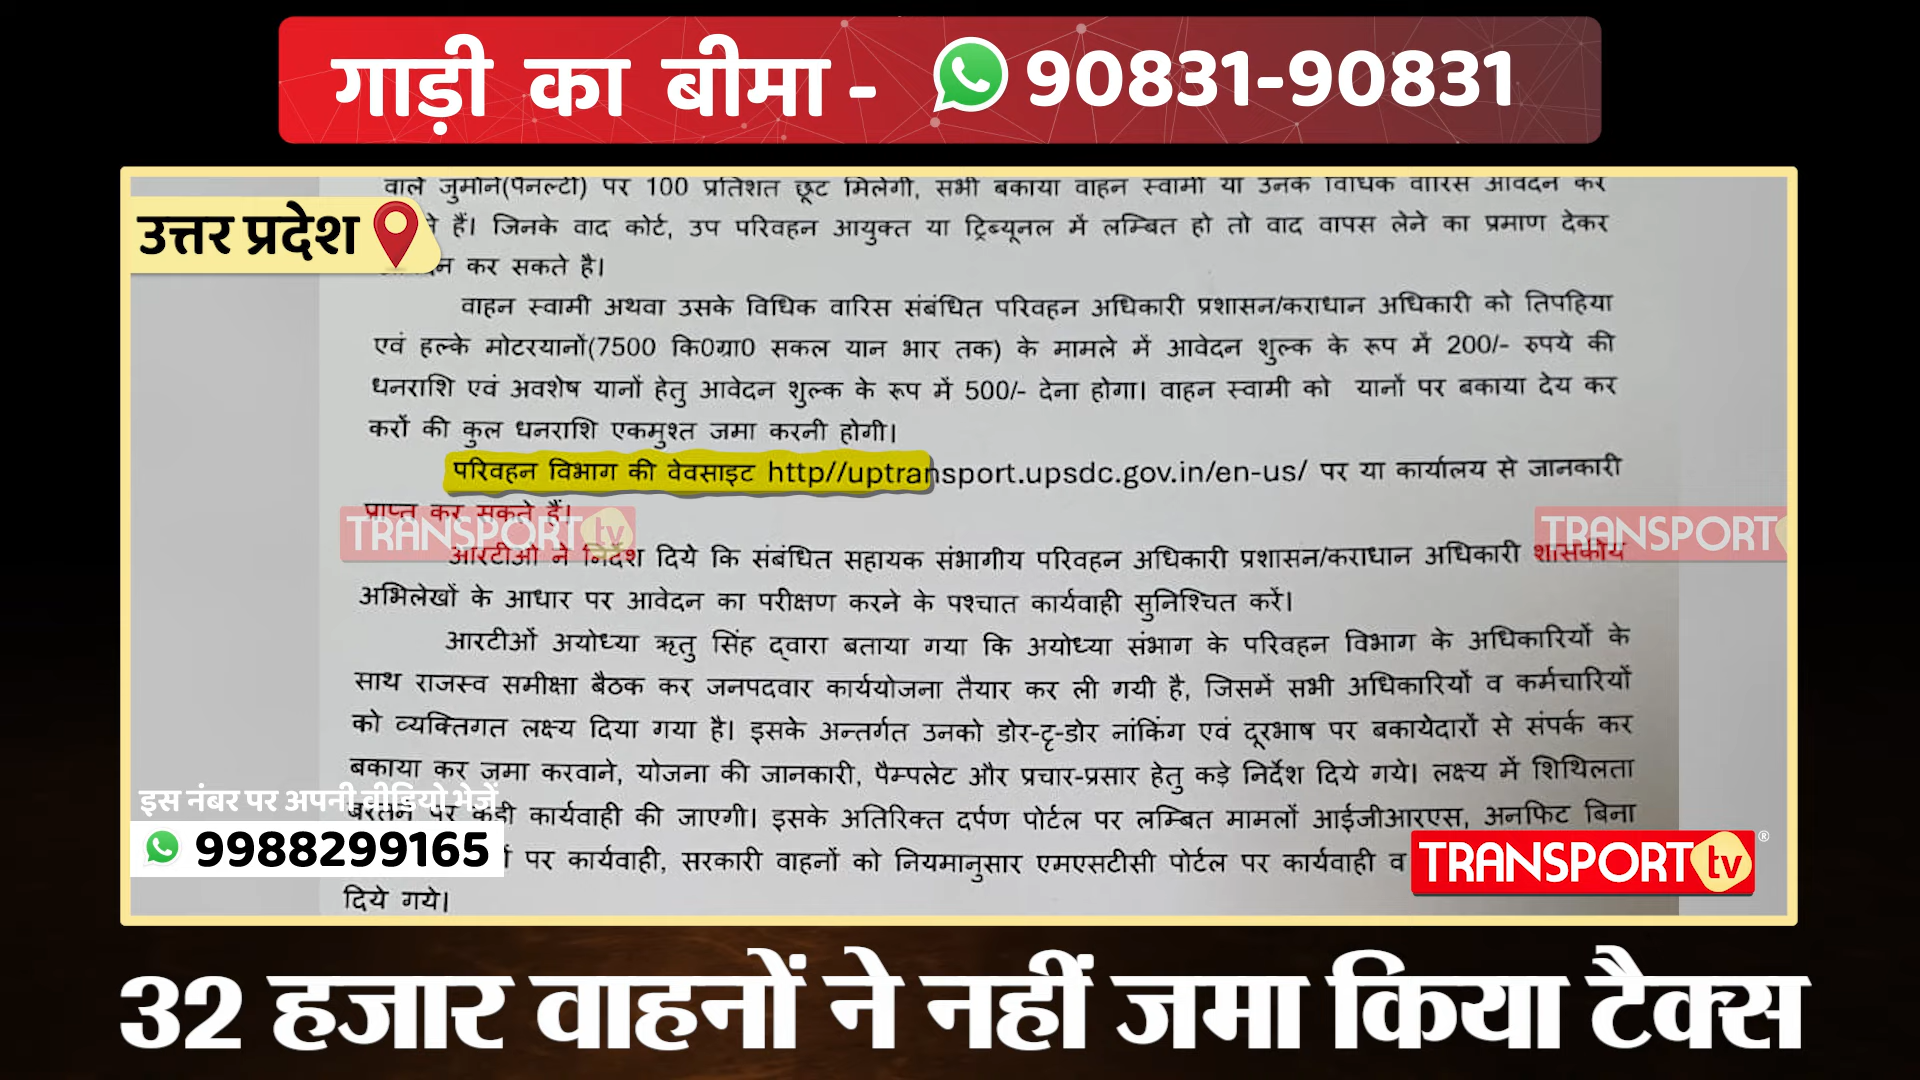 गाड़ी का बीमा - 90831-90831
वाले जुर्माने(पैनल्टी) पर 100 प्रतिशत छूट मिलेगी, सभी बकाया वाहन स्वामी या उनके विधिक वारिस आवेदन कर
उत्तर प्रदेश
हैं। जिनके वाद कोर्ट, उप परिवहन आयुक्त या ट्रिब्यूनल में लम्बित हो तो वाद वापस लेने का प्रमाण देकर
कर सकते है।
वाहन स्वामी अथवा उसके विधिक वारिस संबंधित परिवहन अधिकारी प्रशासन/कराधान अधिकारी को तिपहिया
एवं हल्के मोटरयानों(7500 कि0ग्रा0 सकल यान भार तक) के मामले में आवेदन शुल्क के रूप में 200/- रुपये की
धनराशि एवं अवशेष यानों हेतु आवेदन शुल्क के रूप में 500/- देना होगा। वाहन स्वामी को यानों पर बकाया देय कर
करों की कुल धनराशि एकमुश्त जमा करनी होगी।
परिवहन विभाग की वेवसाइट http//uptransport.upsdc.gov.in/en-us/ पर या कार्यालय से जानकारी
प्राप्त कर सकते हैं।
TRANSPORT tv
TRANSPORT
आरटीओ ने निर्देश दिये कि संबंधित सहायक संभागीय परिवहन अधिकारी प्रशासन/कराधान अधिकारी शासकीय
अभिलेखों के आधार पर आवेदन का परीक्षण करने के पश्चात कार्यवाही सुनिश्चित करें।
आरटीओं अयोध्या ऋतु सिंह द्वारा बताया गया कि अयोध्या संभाग के परिवहन विभाग के अधिकारियों के
साथ राजस्व समीक्षा बैठक कर जनपदवार कार्ययोजना तैयार कर ली गयी है, जिसमें सभी अधिकारियों व कर्मचारियों
को व्यक्तिगत लक्ष्य दिया गया है। इसके अन्तर्गत उनको डोर-टृ-डोर नांकिंग एवं दूरभाष पर बकायेदारों से संपर्क कर
बकाया कर जमा करवाने, योजना की जानकारी, पैम्पलेट और प्रचार-प्रसार हेतु कड़े निर्देश दिये गये। लक्ष्य में शिथिलता
इस नंबर पर अपनी वीडियो भेजें
बरतने पर कड़ी कार्यवाही की जाएगी। इसके अतिरिक्त दर्पण पोर्टल पर लम्बित मामलों आईजीआरएस, अनफिट बिना
9988299165
पर कार्यवाही, सरकारी वाहनों को नियमानुसार एमएसटीसी पोर्टल पर कार्यवाही व
TRANSPORT tv ®
दिये गये।
32 हजार वाहनों ने नहीं जमा किया टैक्स